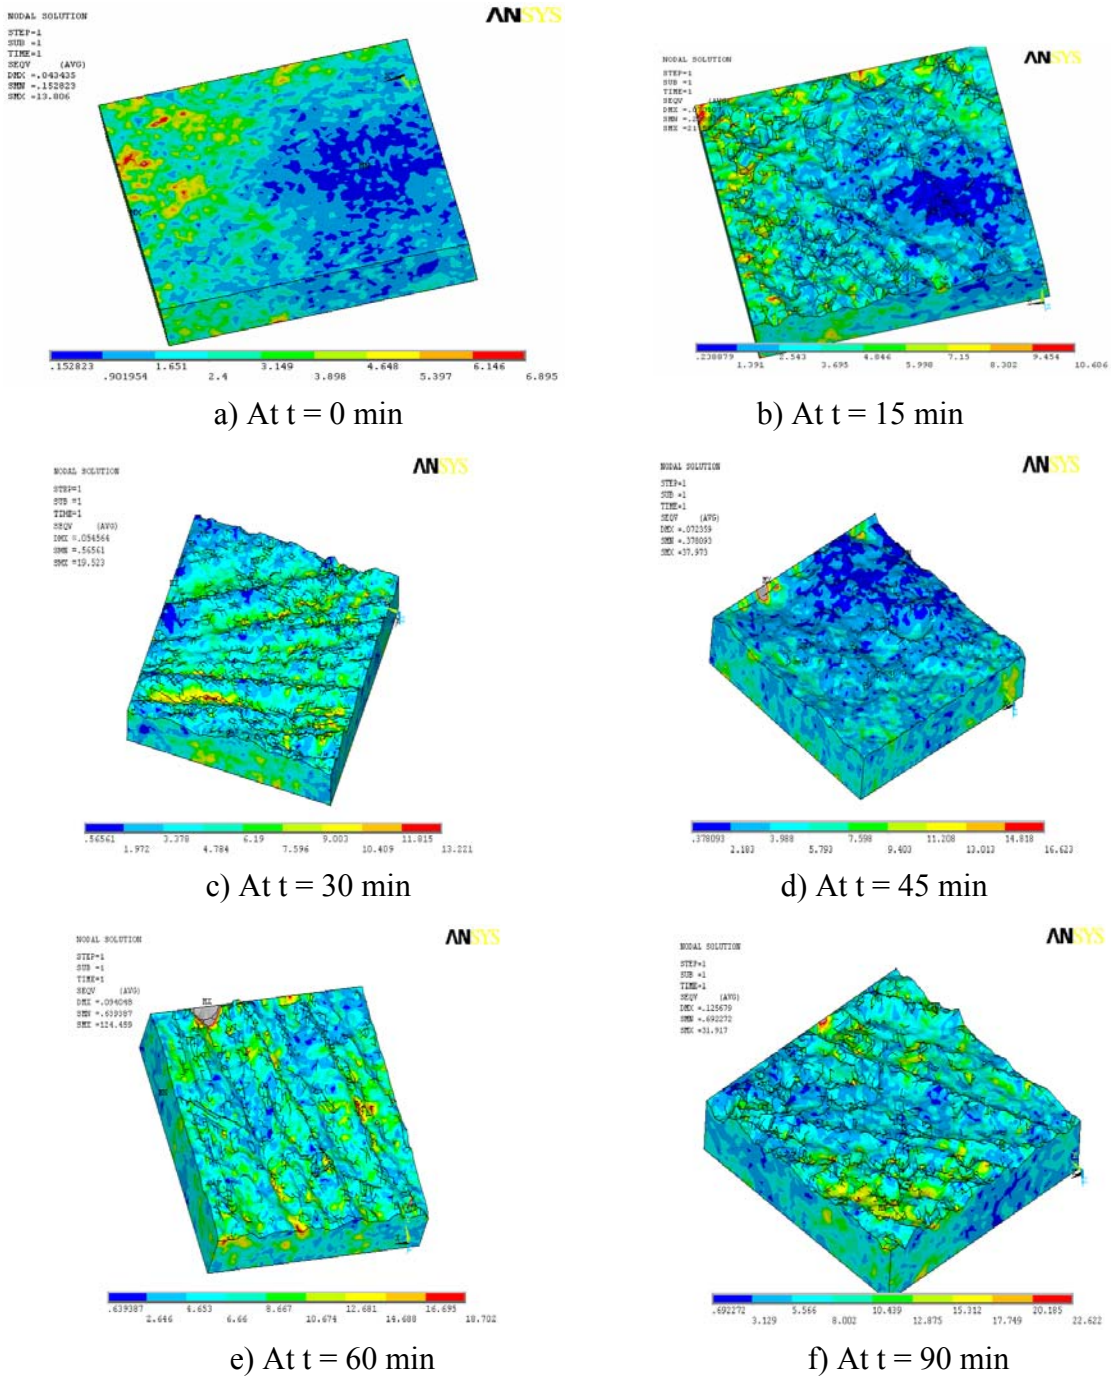 NODAL SOLUTION
STEP=1
SUB =1
TIME=1
SEQV (AVG)
DMX =.043435
SMN =.152823
SMX =13.806
ANSYS
MX
.152823 1.651 3.149 4.648 6.146
.901954 2.4 3.898 5.397 6.895
a) At t = 0 min
NODAL SOLUTION
STEP=1
SUB =1
TIME=1
SEQV
DMX
SMN
SMX =21
ANSYS
.238879 2.543 4.846 7.15 9.454
1.391 3.695 5.998 8.302 10.606
b) At t = 15 min
NODAL SOLUTION
STEP=1
SUB =1
TIME=1
SEQV (AVG)
DMX =.054564
SMN =.56561
SMX =19.523
ANSYS
.56561 3.378 6.19 9.003 11.815
1.972 4.784 7.596 10.409 13.221
c) At t = 30 min
NODAL SOLUTION
STEP=1
SUB =1
TIME=1
SEQV (AVG)
DMX =.072359
SMN =.378093
SMX =37.973
ANSYS
MX
.378093 3.988 7.598 11.208 14.818
2.183 5.793 9.403 13.013 16.623
d) At t = 45 min
NODAL SOLUTION
STEP=1
SUB =1
TIME=1
SEQV (AVG)
DMX =.094048
SMN =.639387
SMX =124.459
ANSYS
MX
.639387 4.653 8.667 12.681 16.695
2.646 6.66 10.674 14.688 18.702
e) At t = 60 min
NODAL SOLUTION
STEP=1
SUB =1
TIME=1
SEQV (AVG)
DMX =.125679
SMN =.692272
SMX =31.917
ANSYS
.692272 5.566 10.439 15.312 20.185
3.129 8.002 12.875 17.749 22.622
f) At t = 90 min